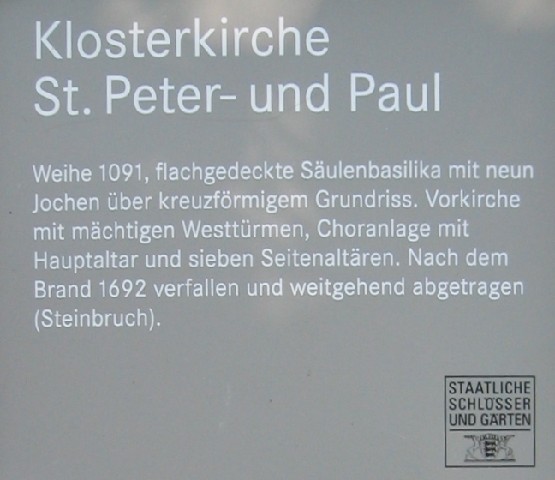 Klosterkirche
St. Peter- und Paul
Weihe 1091, flachgedeckte Säulenbasilika mit neun
Jochen über kreuzförmigem Grundriss. Vorkirche
mit mächtigen Westtürmen, Choranlage mit
Hauptaltar und sieben Seitenaltären. Nach dem
Brand 1692 verfallen und weitgehend abgetragen
(Steinbruch).
STAATLICHE
SCHLÖSSER
UND GÄRTEN